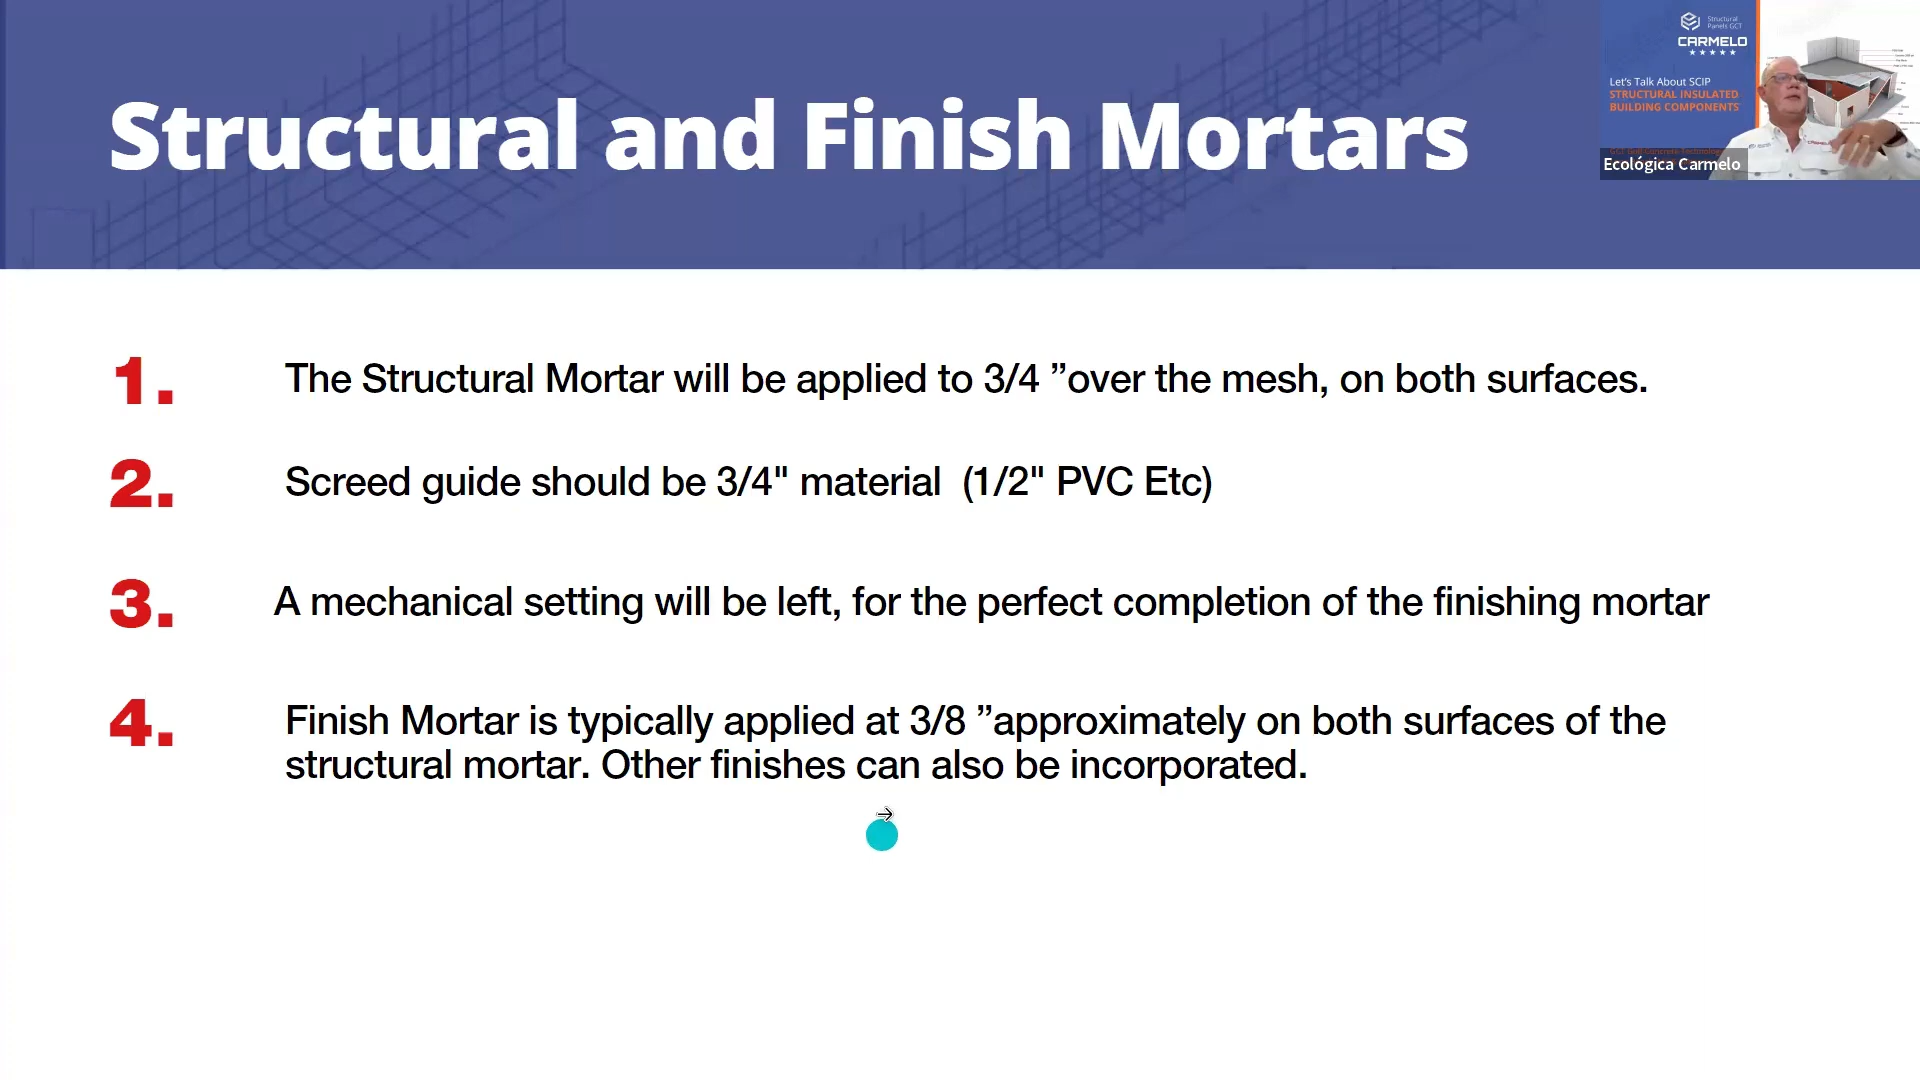 Structural and Finish Mortars
Structural
Panels GCT
CARMELO
Let's Talk About SCIP
STRUCTURAL INSULATED
BUILDING COMPONENTS
Ecológica Carmelo
1. The Structural Mortar will be applied to 3/4 ”over the mesh, on both surfaces.
2. Screed guide should be 3/4" material (1/2" PVC Etc)
3. A mechanical setting will be left, for the perfect completion of the finishing mortar
4. Finish Mortar is typically applied at 3/8 ”approximately on both surfaces of the
structural mortar. Other finishes can also be incorporated.